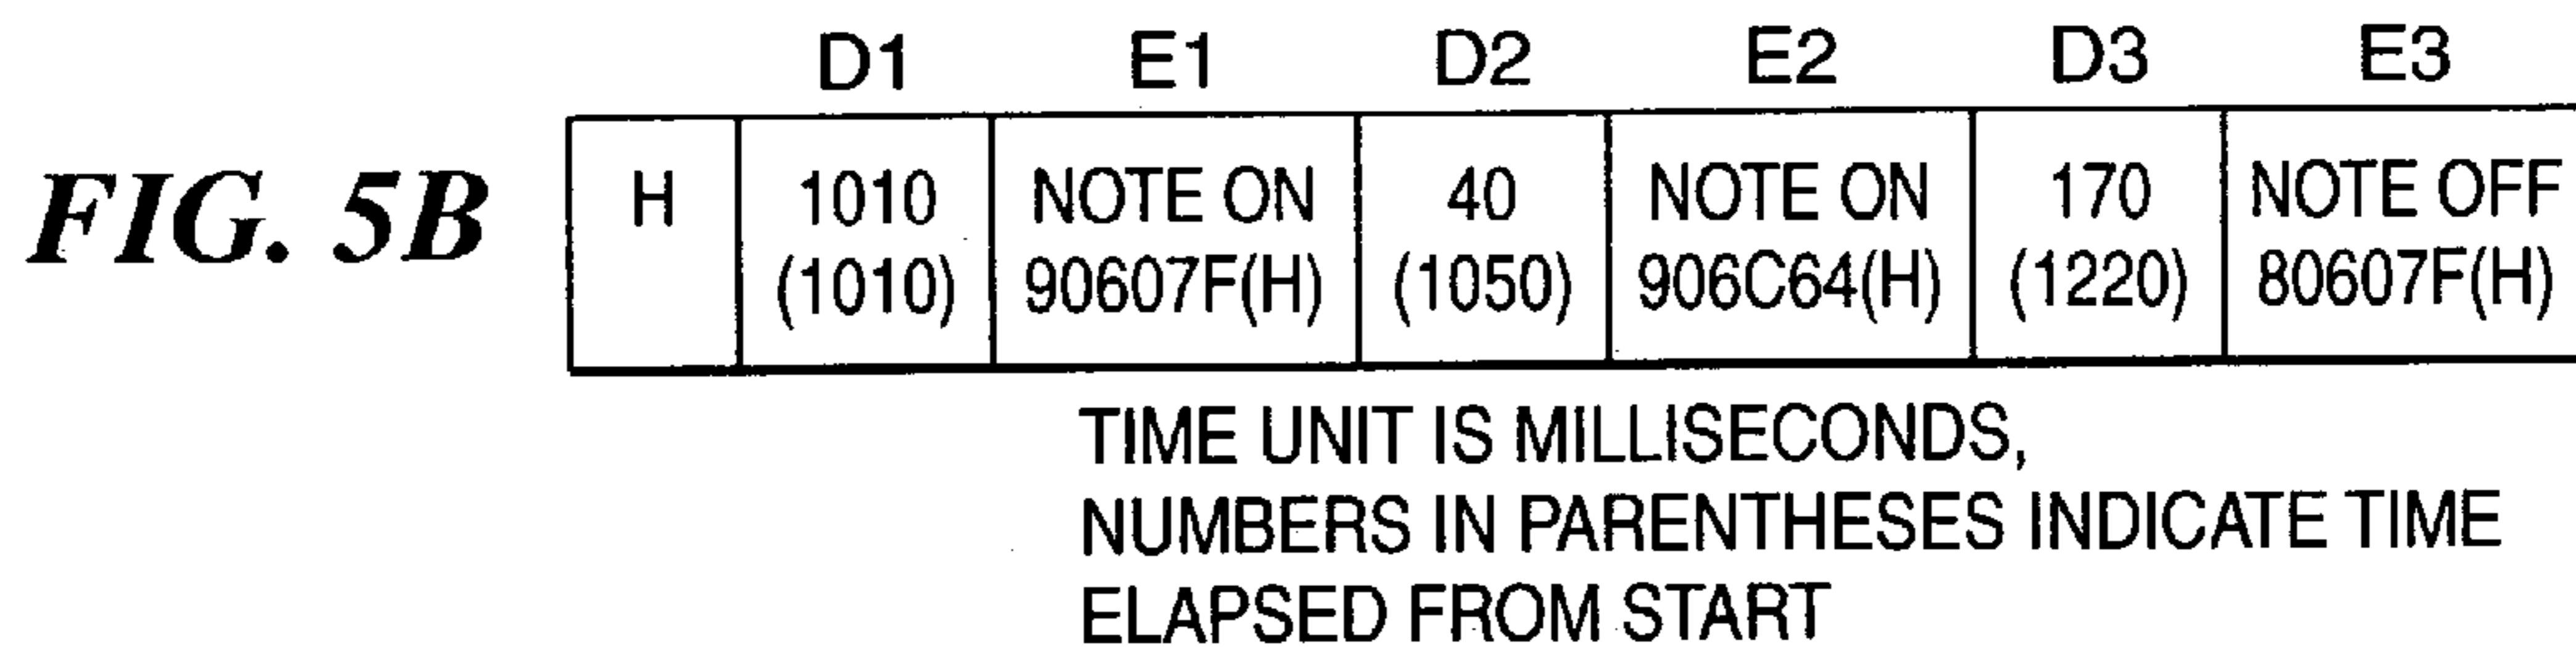 D1 E1 D2 E2 D3 E3
FIG. 5B
H 1010 NOTE ON 40 NOTE ON 170 NOTE OFF
(1010) 90607F(H) (1050) 906C64(H) (1220) 80607F(H)
TIME UNIT IS MILLISECONDS,
NUMBERS IN PARENTHESES INDICATE TIME
ELAPSED FROM START